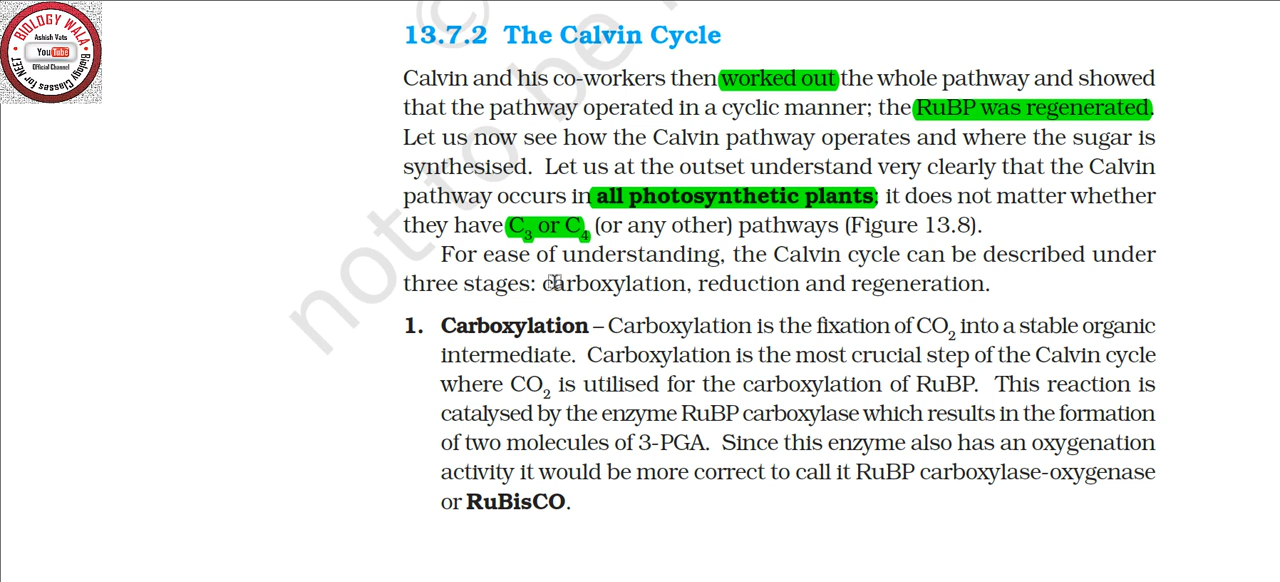 BIOLOGY WALA
Ashish Vats
YouTube
Official Channel
Biology Classes for NEET
13.7.2 The Calvin Cycle
Calvin and his co-workers then worked out the whole pathway and showed
that the pathway operated in a cyclic manner; the RuBP was regenerated.
Let us now see how the Calvin pathway operates and where the sugar is
synthesised. Let us at the outset understand very clearly that the Calvin
pathway occurs in all photosynthetic plants; it does not matter whether
they have C3 or C4 (or any other) pathways (Figure 13.8).
For ease of understanding, the Calvin cycle can be described under
three stages: carboxylation, reduction and regeneration.
1. Carboxylation – Carboxylation is the fixation of CO2 into a stable organic
intermediate. Carboxylation is the most crucial step of the Calvin cycle
where CO2 is utilised for the carboxylation of RuBP. This reaction is
catalysed by the enzyme RuBP carboxylase which results in the formation
of two molecules of 3-PGA. Since this enzyme also has an oxygenation
activity it would be more correct to call it RuBP carboxylase-oxygenase
or RuBisCO.
©
not to be